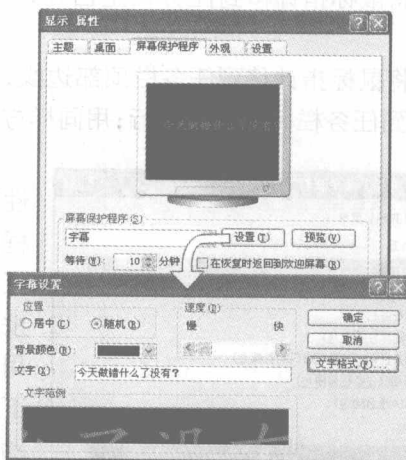 显示 属性
主题 桌面 屏幕保护程序 外观 设置
今天做错什么了没有
屏幕保护程序(S)
字幕 设置(T) 预览(V)
等待(W): 10 分钟 在恢复时返回到欢迎屏幕(R)
字幕设置
位置 速度(D)
居中(C) 随机(R) 慢 快 确定
背景颜色(B): 取消
文字(X): 今天做错什么了没有? 文字格式(F)...
文字范例
了没有